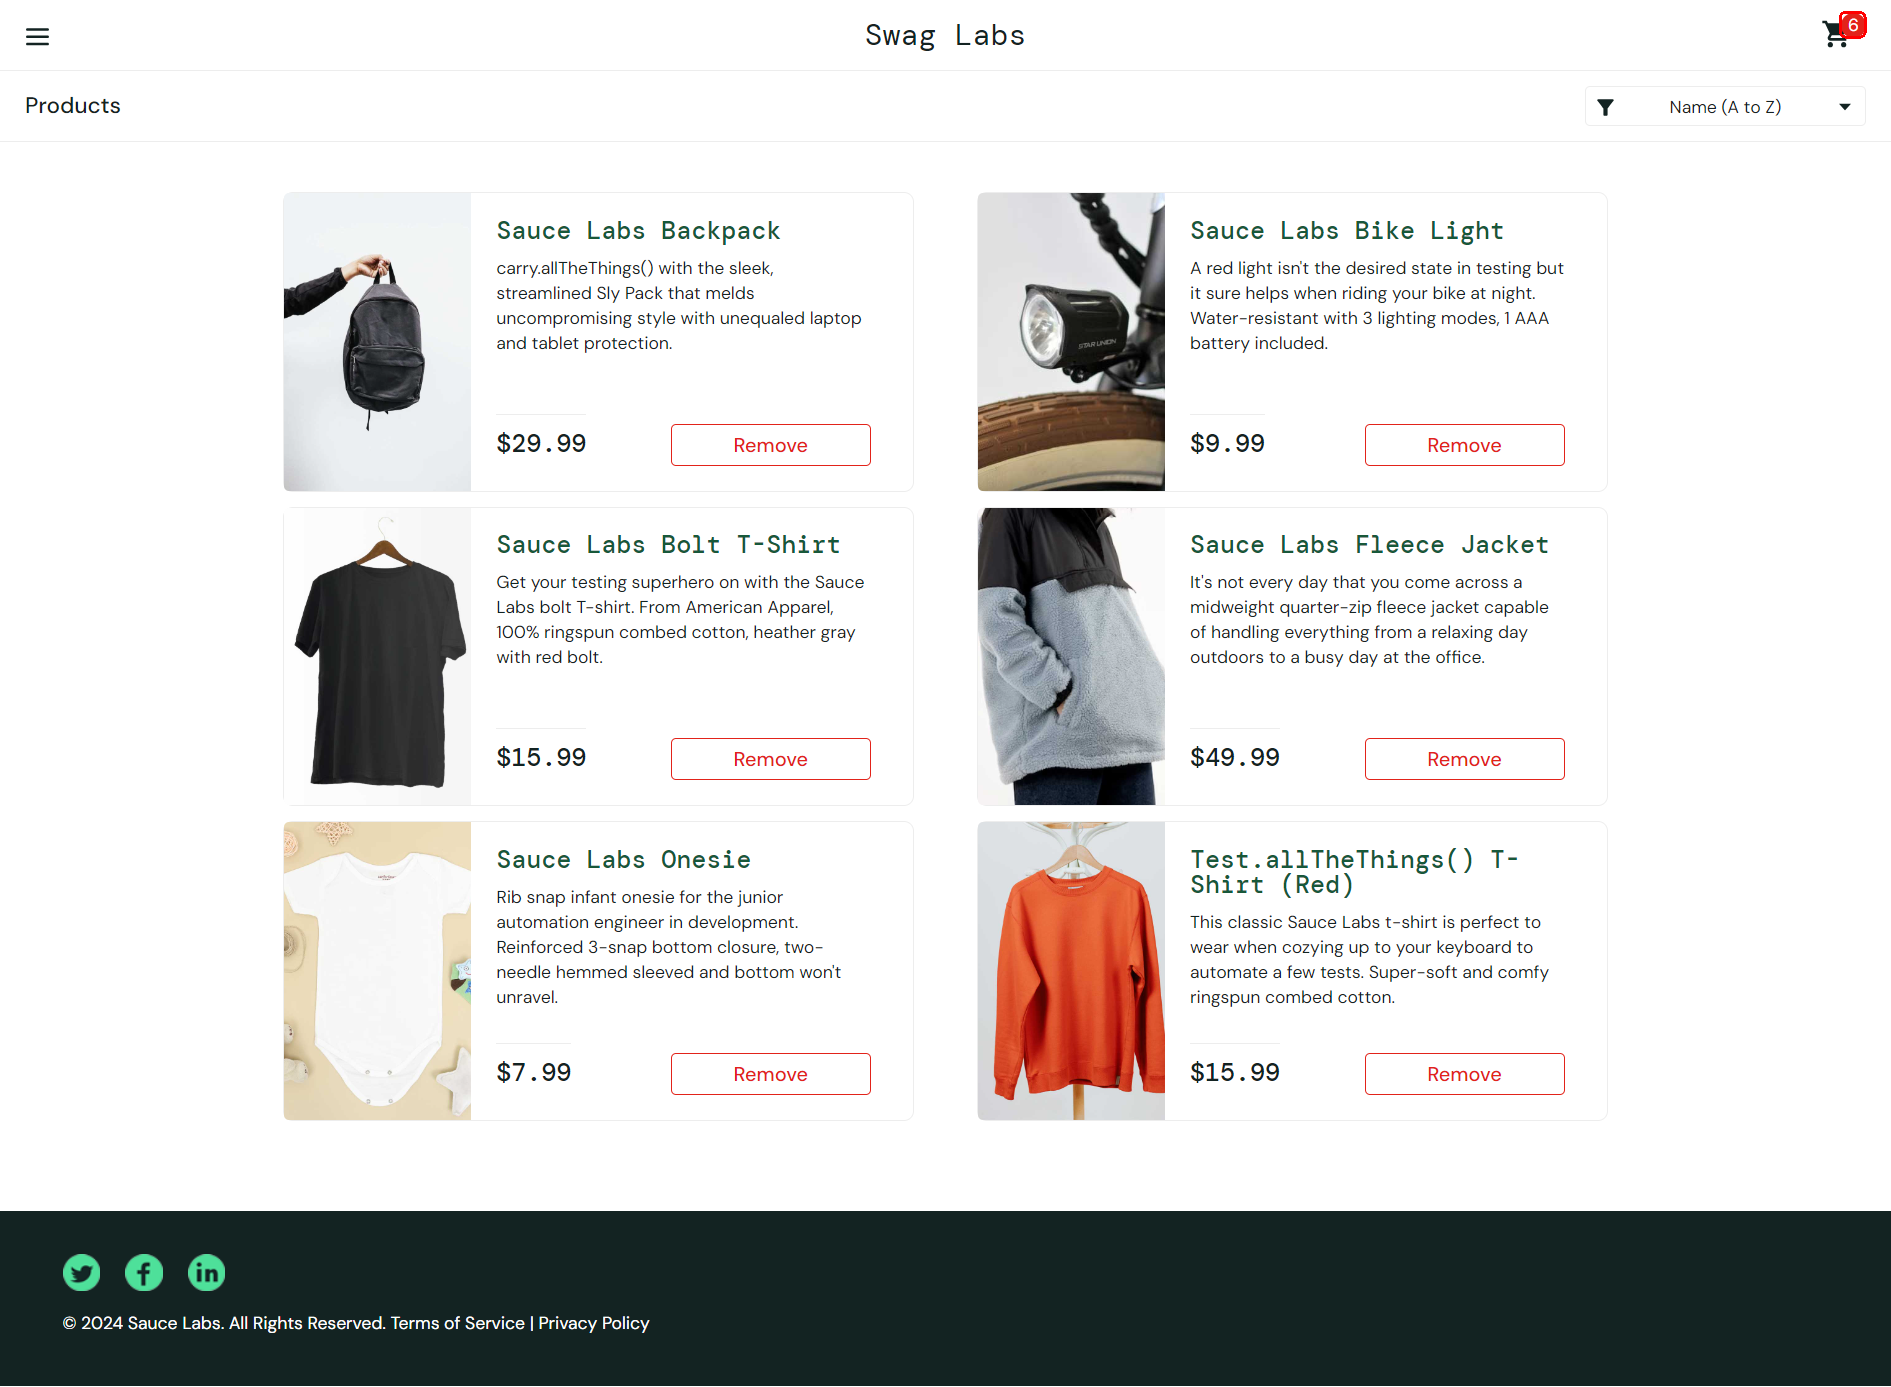 Swag Labs
6
Products
Name (A to Z)
Sauce Labs Backpack
carry.allTheThings() with the sleek,
streamlined Sly Pack that melds
uncompromising style with unequaled laptop
and tablet protection.
$29.99
Remove
Sauce Labs Bike Light
A red light isn't the desired state in testing but
it sure helps when riding your bike at night.
Water-resistant with 3 lighting modes, 1 AAA
battery included.
STAR UNION
$9.99
Remove
Sauce Labs Bolt T-Shirt
Get your testing superhero on with the Sauce
Labs bolt T-shirt. From American Apparel,
100% ringspun combed cotton, heather gray
with red bolt.
$15.99
Remove
Sauce Labs Fleece Jacket
It's not every day that you come across a
midweight quarter-zip fleece jacket capable
of handling everything from a relaxing day
outdoors to a busy day at the office.
$49.99
Remove
Sauce Labs Onesie
Rib snap infant onesie for the junior
automation engineer in development.
Reinforced 3-snap bottom closure, two-
needle hemmed sleeved and bottom won't
unravel.
$7.99
Remove
Test.allTheThings() T-
Shirt (Red)
This classic Sauce Labs t-shirt is perfect to
wear when cozying up to your keyboard to
automate a few tests. Super-soft and comfy
ringspun combed cotton.
$15.99
Remove
© 2024 Sauce Labs. All Rights Reserved. Terms of Service | Privacy Policy